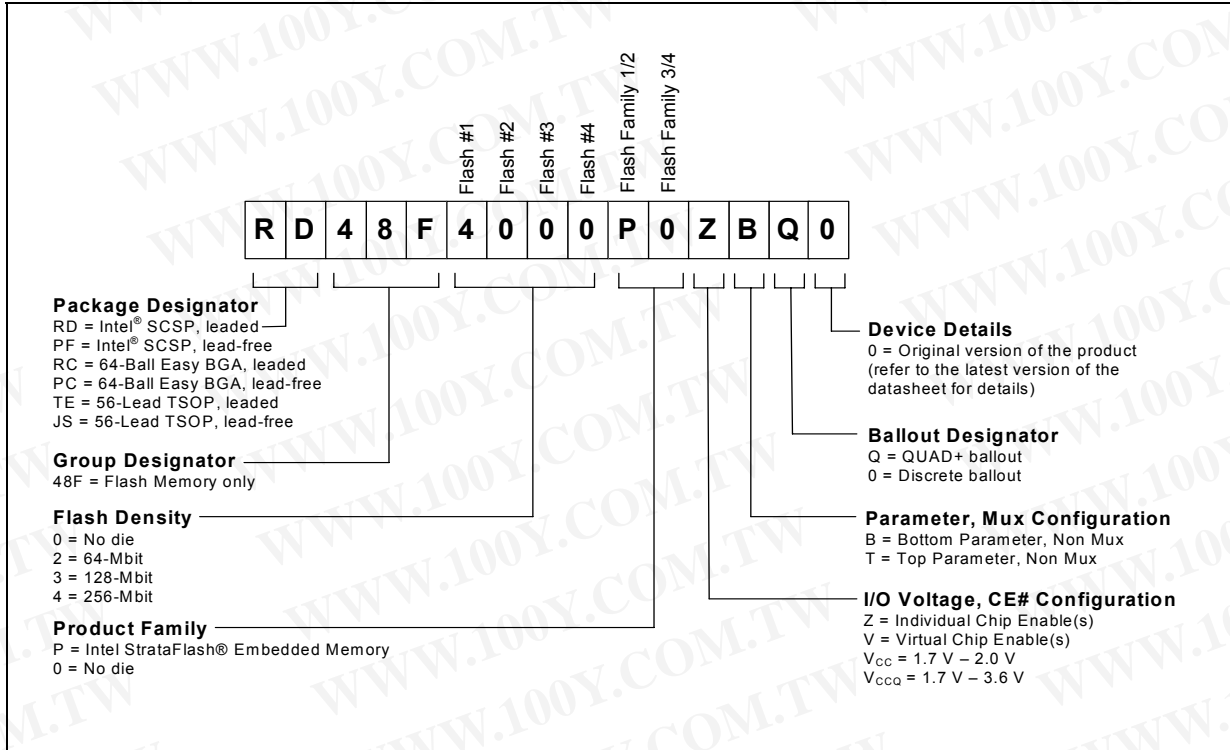 Flash #1
Flash #2
Flash #3
Flash #4
Flash Family 1/2
Flash Family 3/4
R D 4 8 F 4 0 0 0 P 0 Z B Q 0
Package Designator
RD = Intel® SCSP, leaded
PF = Intel® SCSP, lead-free
RC = 64-Ball Easy BGA, leaded
PC = 64-Ball Easy BGA, lead-free
TE = 56-Lead TSOP, leaded
JS = 56-Lead TSOP, lead-free
Group Designator
48F = Flash Memory only
Flash Density
0 = No die
2 = 64-Mbit
3 = 128-Mbit
4 = 256-Mbit
Product Family
P = Intel StrataFlash® Embedded Memory
0 = No die
Device Details
0 = Original version of the product
(refer to the latest version of the
datasheet for details)
Ballout Designator
Q = QUAD+ ballout
0 = Discrete ballout
Parameter, Mux Configuration
B = Bottom Parameter, Non Mux
T = Top Parameter, Non Mux
I/O Voltage, CE# Configuration
Z = Individual Chip Enable(s)
V = Virtual Chip Enable(s)
VCC = 1.7 V – 2.0 V
VCCQ = 1.7 V – 3.6 V
WWW.100Y.COM.TW